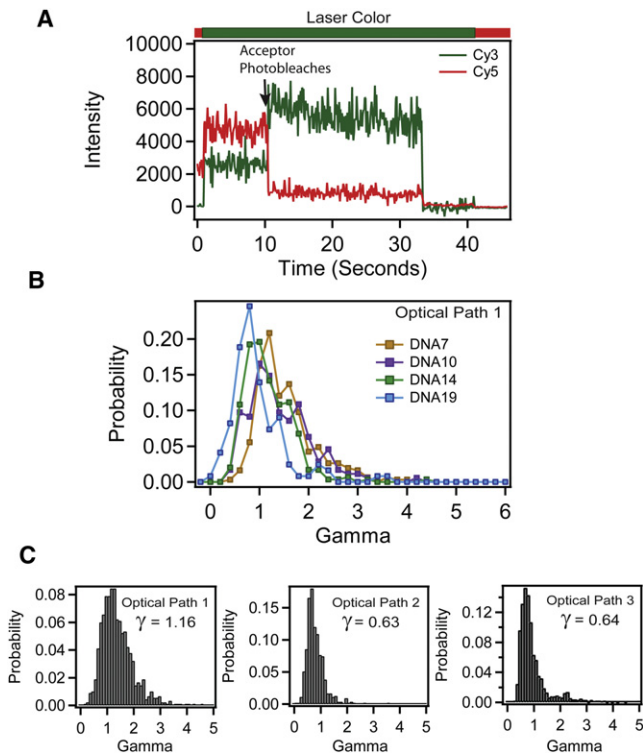 A
Laser Color
10000
8000
6000
4000
2000
0
Intensity
Acceptor
Photobleaches
Cy3
Cy5
0 10 20 30 40
Time (Seconds)
B
Optical Path 1
0.20
0.15
0.10
0.05
0.00
Probability
DNA7
DNA10
DNA14
DNA19
0 1 2 3 4 5 6
Gamma
C
0.08
0.06
0.04
0.02
0.00
Probability
Optical Path 1
γ = 1.16
0 1 2 3 4 5
Gamma
0.15
0.10
0.05
0.00
Probability
Optical Path 2
γ = 0.63
0 1 2 3 4 5
Gamma
0.12
0.08
0.04
0.00
Probability
Optical Path 3
γ = 0.64
0 1 2 3 4 5
Gamma